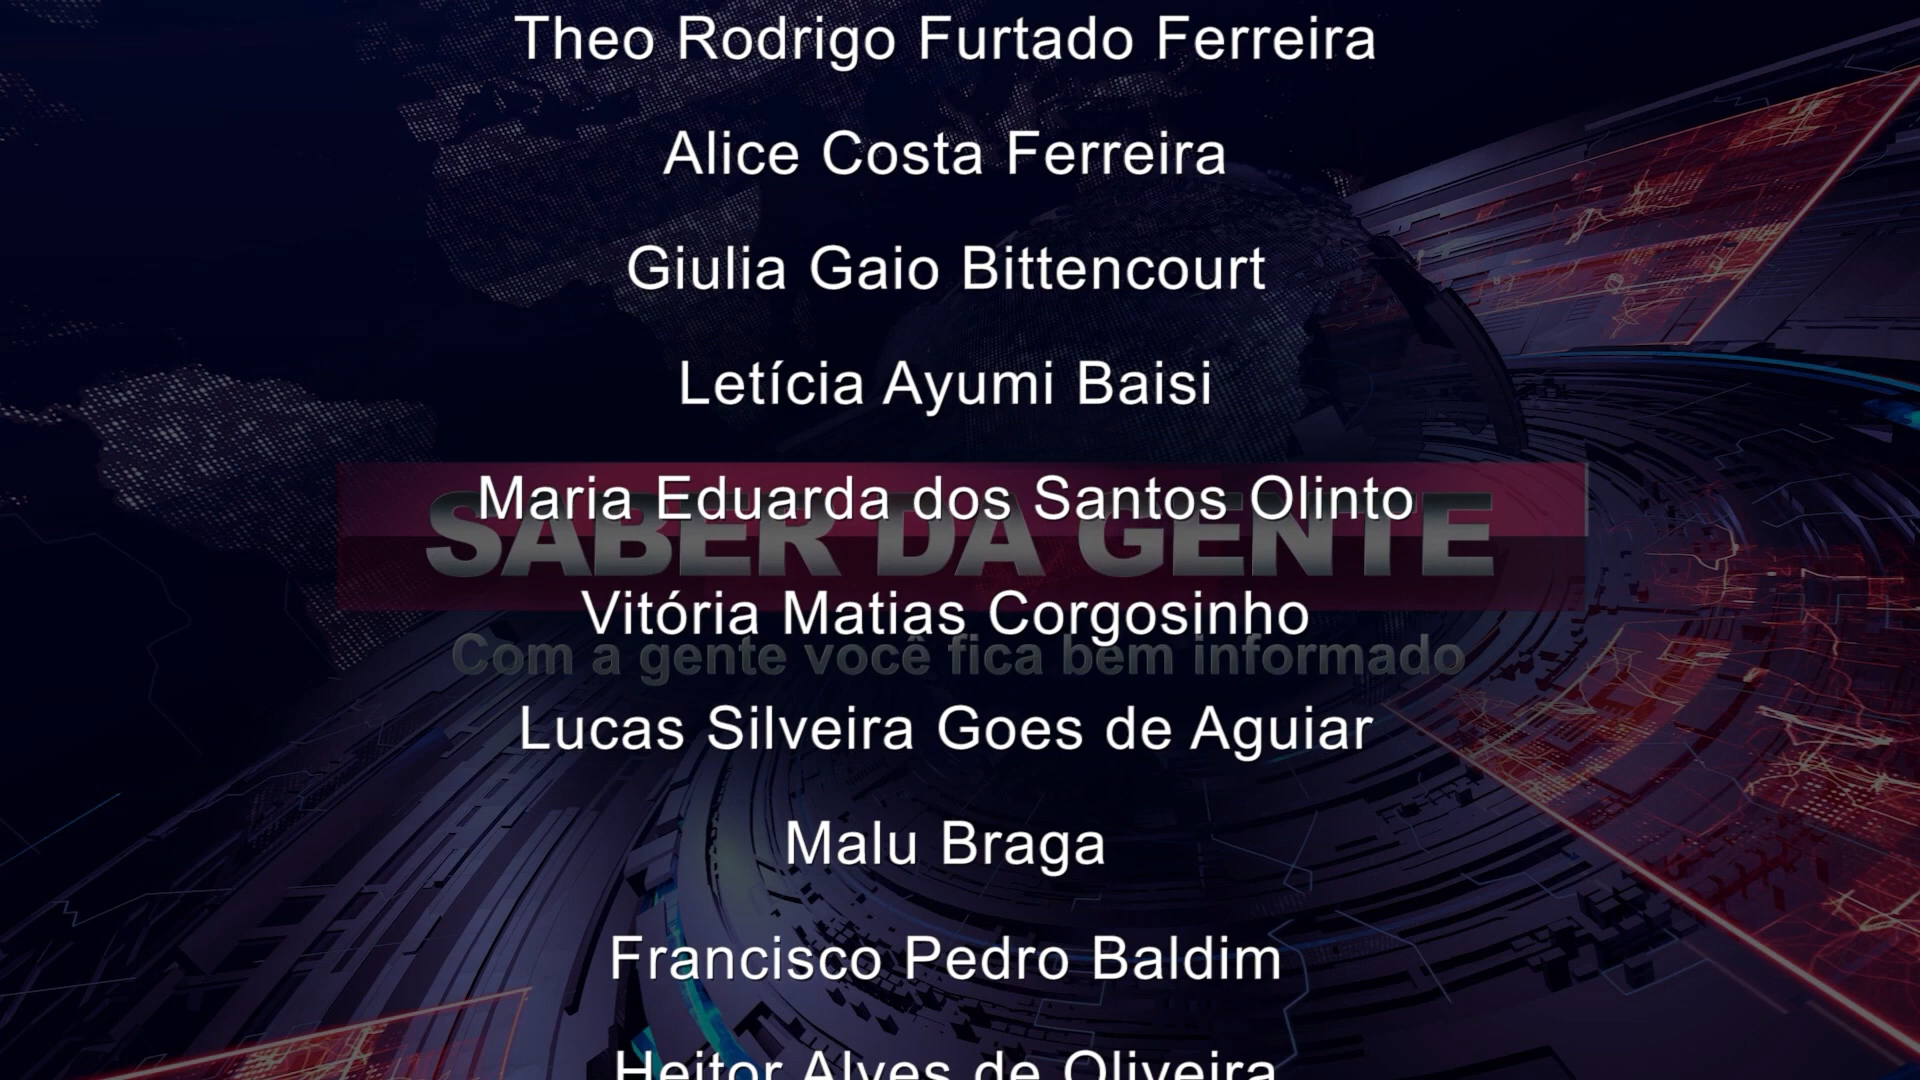 Theo Rodrigo Furtado Ferreira
Alice Costa Ferreira
Giulia Gaio Bittencourt
Letícia Ayumi Baisi
Maria Eduarda dos Santos Olinto
SABER DA GENTE
Vitória Matias Corgosinho
Com a gente você fica bem informado
Lucas Silveira Goes de Aguiar
Malu Braga
Francisco Pedro Baldim
Heitor Alves de Oliveira